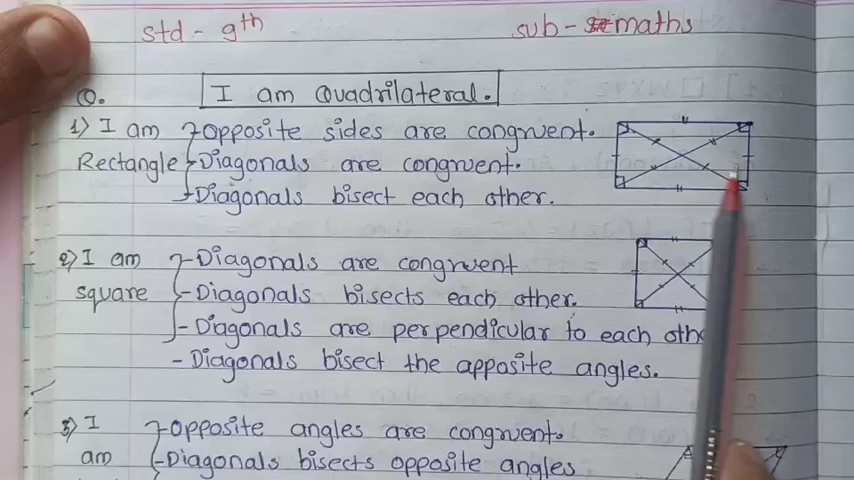 std - 9th sub - maths
Q. I am Quadrilateral.
1) I am - Opposite sides are congruent.
Rectangle - Diagonals are congruent.
- Diagonals bisect each other.
2) I am - Diagonals are congruent
square - Diagonals bisects each other.
- Diagonals are perpendicular to each
- Diagonals bisect the apposite angles.
3) I - Opposite angles are congruent.
am - Diagonals bisects opposite angles